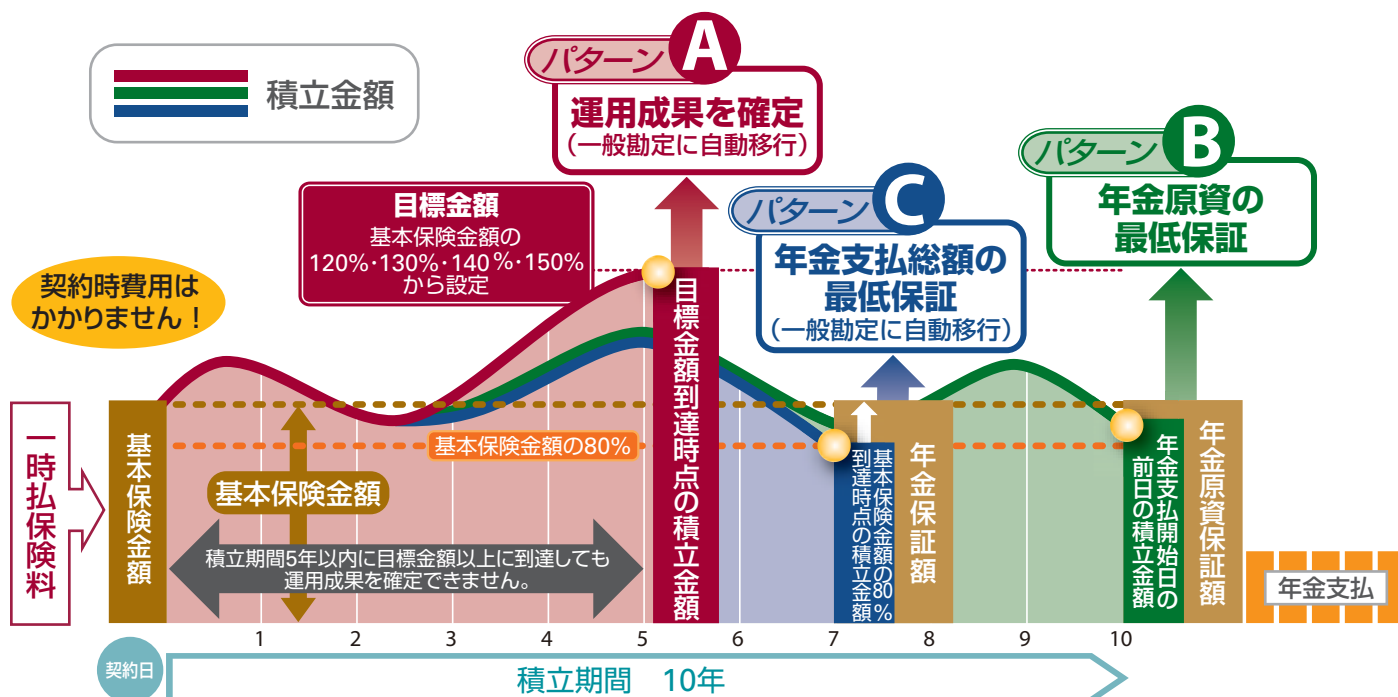 積立金額
パターン A
運用成果を確定
（一般勘定に自動移行）
パターン B
年金原資の
最低保証
パターン C
年金支払総額の
最低保証
（一般勘定に自動移行）
目標金額
基本保険金額の
120%・130%・140%・150%
から設定
契約時費用は
かかりません！
一時払保険料
基本保険金額
基本保険金額の80%
基本保険金額
積立期間5年以内に目標金額以上に到達しても
運用成果を確定できません。
目標金額到達時点の積立金額
基本保険金額の80%
到達時点の積立金額
年金保証額
年金支払開始日の
前日の積立金額
年金原資保証額
年金支払
1 2 3 4 5 6 7 8 9 10
契約日
積立期間 10年